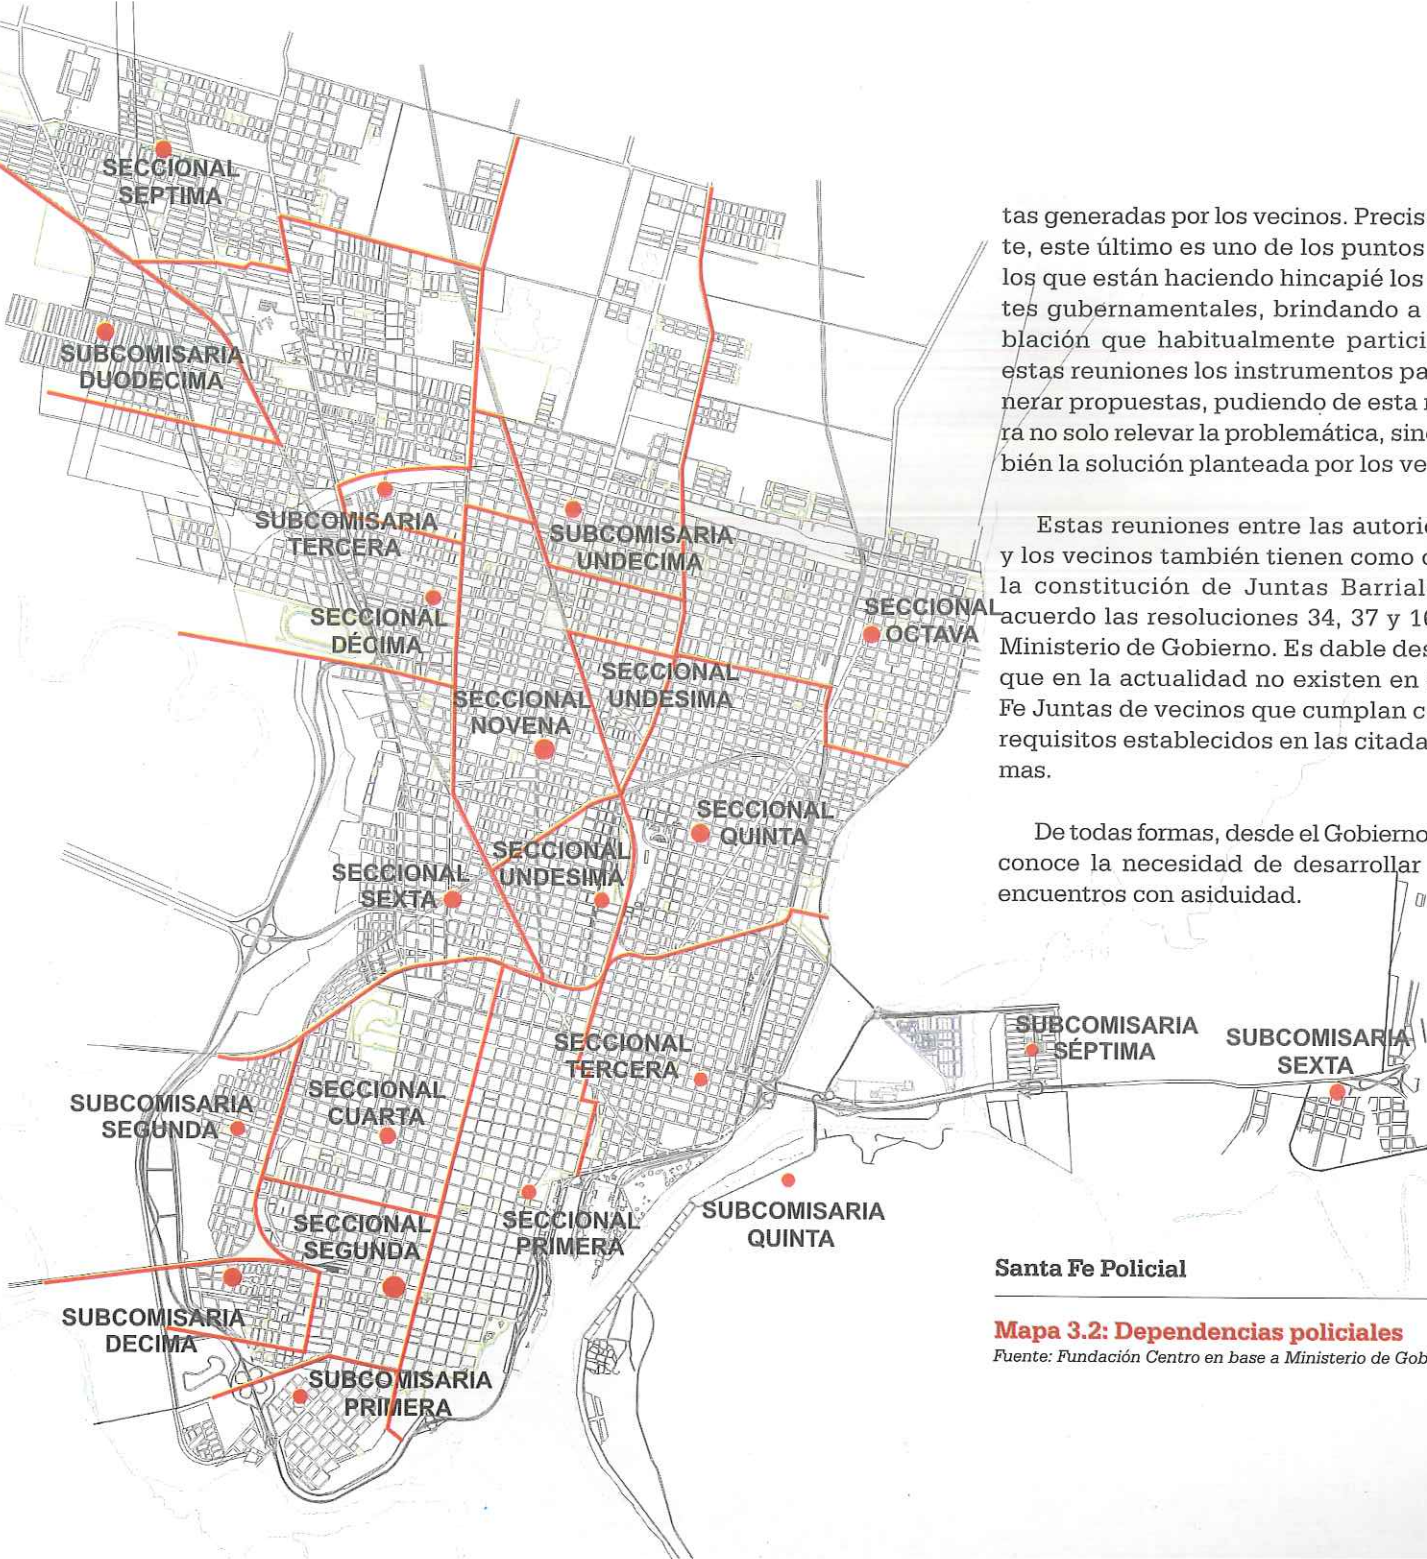 SECCIONAL
SEPTIMA
SUBCOMISARIA
DUODECIMA
SUBCOMISARIA
TERCERA
SUBCOMISARIA
UNDECIMA
SECCIONAL
DÉCIMA
SECCIONAL
OCTAVA
SECCIONAL
UNDESIMA
SECCIONAL
NOVENA
SECCIONAL
QUINTA
SECCIONAL
UNDESIMA
SECCIONAL
SEXTA
SECCIONAL
TERCERA
SUBCOMISARIA
SÉPTIMA
SUBCOMISARIA
SEXTA
SECCIONAL
CUARTA
SUBCOMISARIA
SEGUNDA
SECCIONAL
SEGUNDA
SECCIONAL
PRIMERA
SUBCOMISARIA
QUINTA
SUBCOMISARIA
DECIMA
SUBCOMISARIA
PRIMERA
tas generadas por los vecinos. Precis
te, este último es uno de los puntos
los que están haciendo hincapié los
tes gubernamentales, brindando a
blación que habitualmente partici
estas reuniones los instrumentos pa
nerar propuestas, pudiendo de esta
ra no solo relevar la problemática, sin
bién la solución planteada por los ve
Estas reuniones entre las autori
y los vecinos también tienen como
la constitución de Juntas Barrial
acuerdo las resoluciones 34, 37 y 16
Ministerio de Gobierno. Es dable des
que en la actualidad no existen en
Fe Juntas de vecinos que cumplan c
requisitos establecidos en las citada
mas.
De todas formas, desde el Gobierno
conoce la necesidad de desarrollar
encuentros con asiduidad.
Santa Fe Policial
Mapa 3.2: Dependencias policiales
Fuente: Fundación Centro en base a Ministerio de Gob